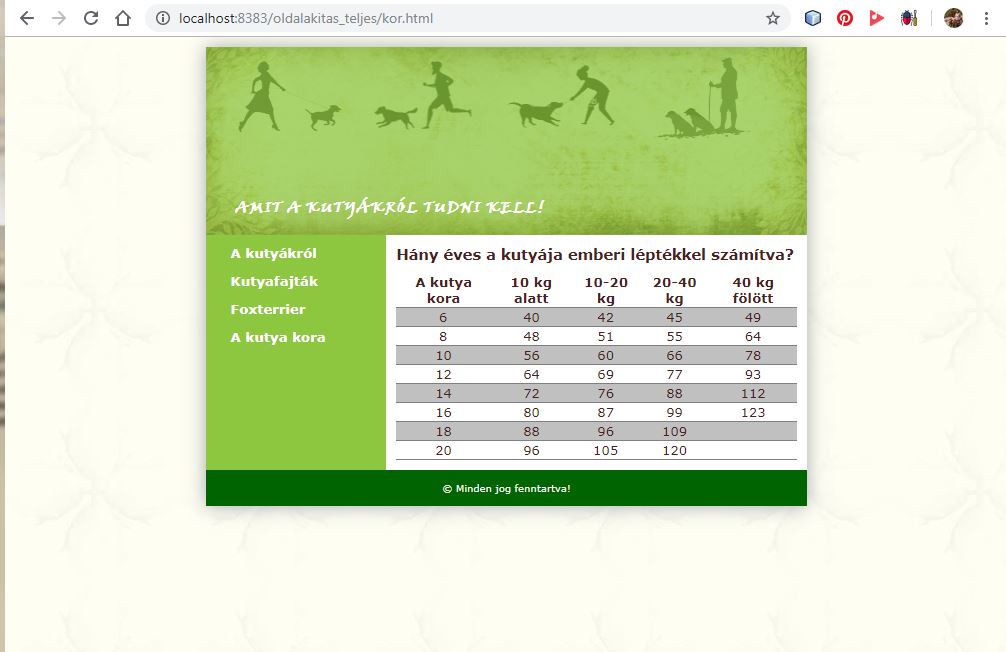 localhost:8383/oldalakitas_teljes/kor.html
AMIT A KUTYÁKRÓL TUDNI KELL!
A kutyákról
Kutyafajták
Foxterrier
A kutya kora
Hány éves a kutyája emberi léptékkel számítva?
A kutya kora 10 kg alatt 10-20 kg 20-40 kg 40 kg fölött
6 40 42 45 49
8 48 51 55 64
10 56 60 66 78
12 64 69 77 93
14 72 76 88 112
16 80 87 99 123
18 88 96 109
20 96 105 120
© Minden jog fenntartva!